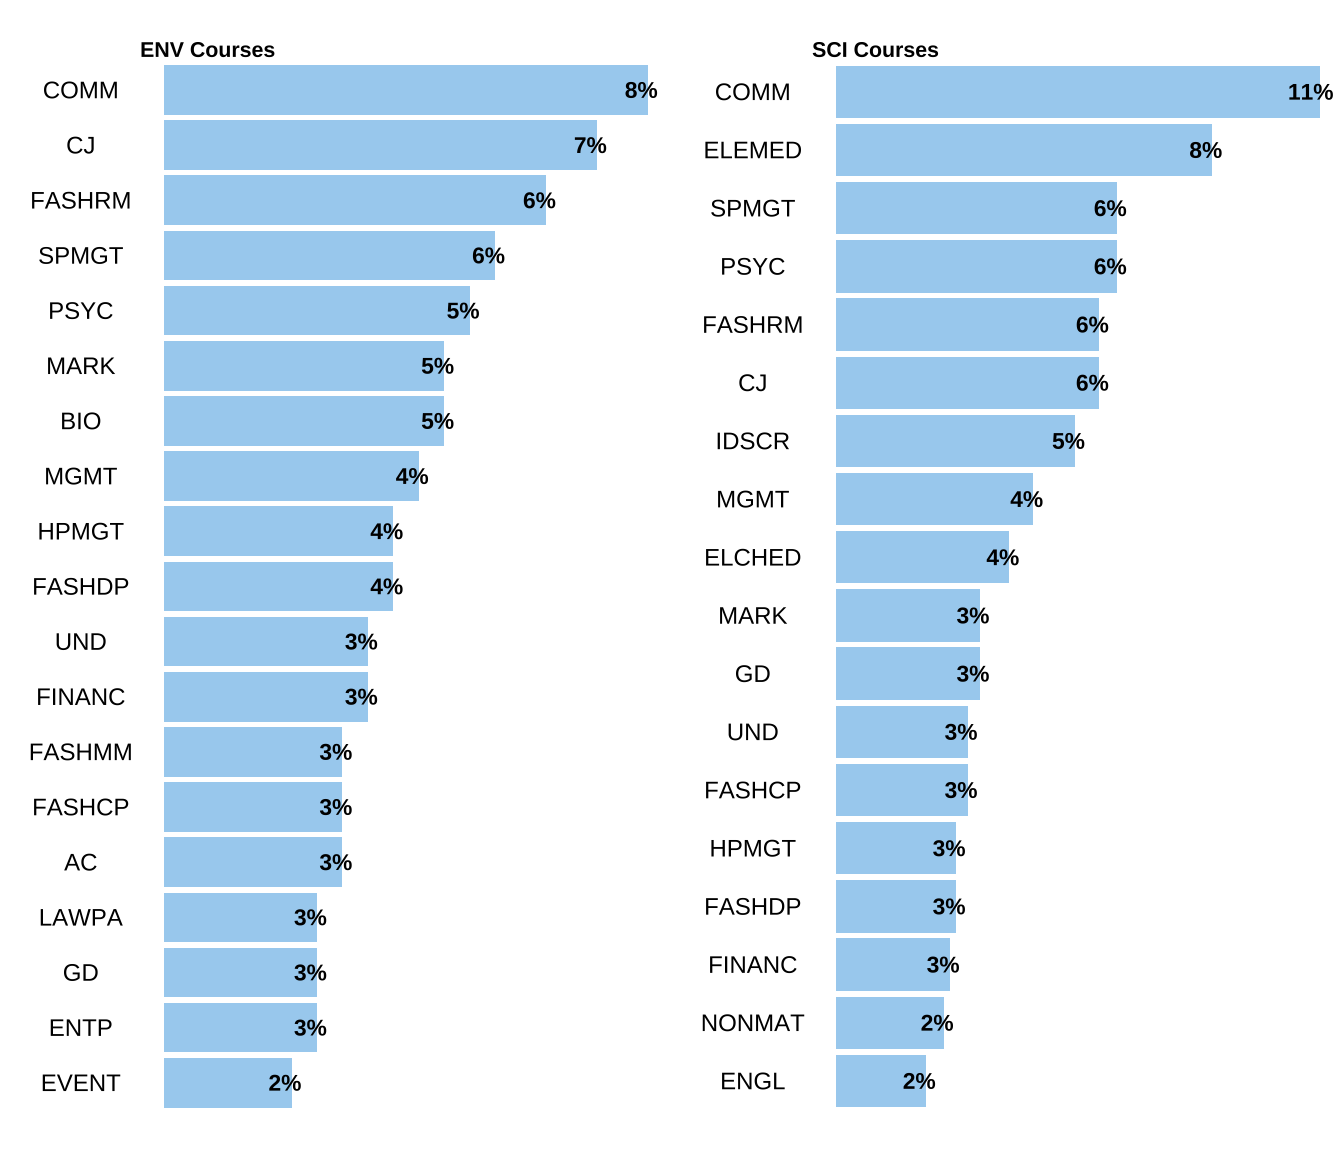 ENV Courses
COMM 8%
CJ 7%
FASHRM 6%
SPMGT 6%
PSYC 5%
MARK 5%
BIO 5%
MGMT 4%
HPMGT 4%
FASHDP 4%
UND 3%
FINANC 3%
FASHMM 3%
FASHCP 3%
AC 3%
LAWPA 3%
GD 3%
ENTP 3%
EVENT 2%
SCI Courses
COMM 11%
ELEMED 8%
SPMGT 6%
PSYC 6%
FASHRM 6%
CJ 6%
IDSCR 5%
MGMT 4%
ELCHED 4%
MARK 3%
GD 3%
UND 3%
FASHCP 3%
HPMGT 3%
FASHDP 3%
FINANC 3%
NONMAT 2%
ENGL 2%